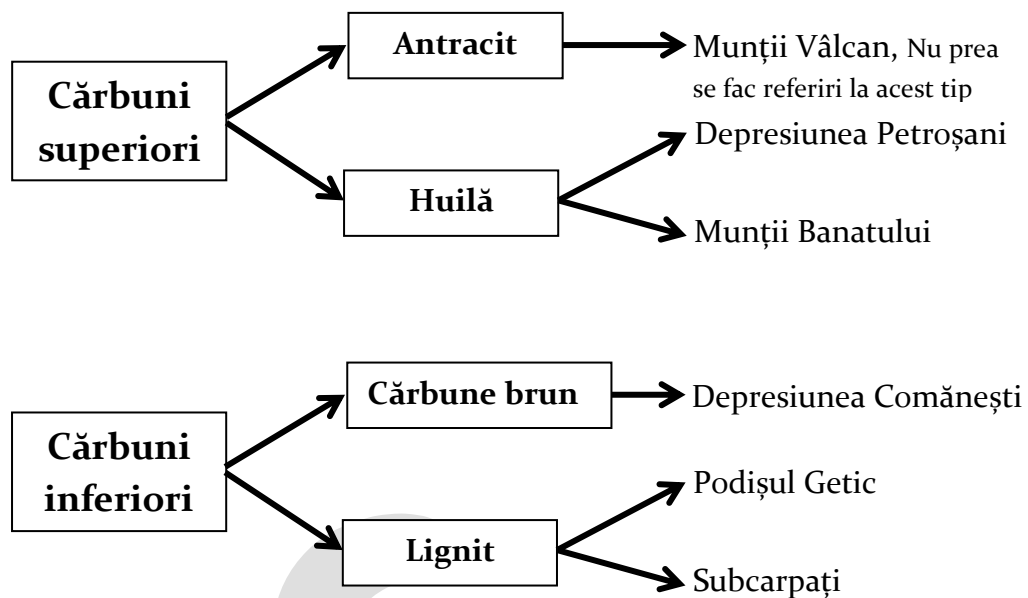 Cărbuni
superiori
Antracit
Munții Vâlcan, Nu prea
se fac referiri la acest tip
Huilă
Depresiunea Petroșani
Munții Banatului
Cărbuni
inferiori
Cărbune brun
Depresiunea Comănești
Lignit
Podișul Getic
Subcarpați